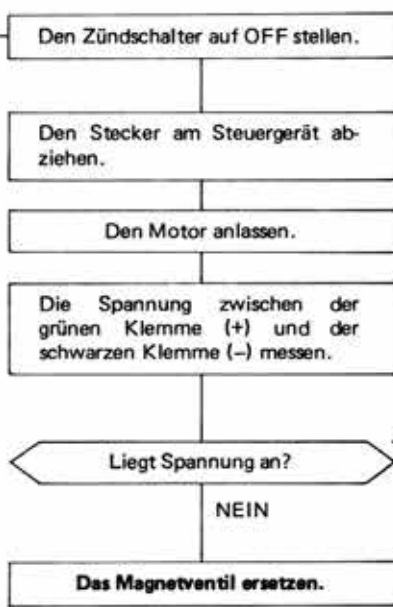 Den Zündschalter auf OFF stellen.
Den Stecker am Steuergerät ab-
ziehen.
Den Motor anlassen.
Die Spannung zwischen der
grünen Klemme (+) und der
schwarzen Klemme (–) messen.
Liegt Spannung an?
NEIN
Das Magnetventil ersetzen.